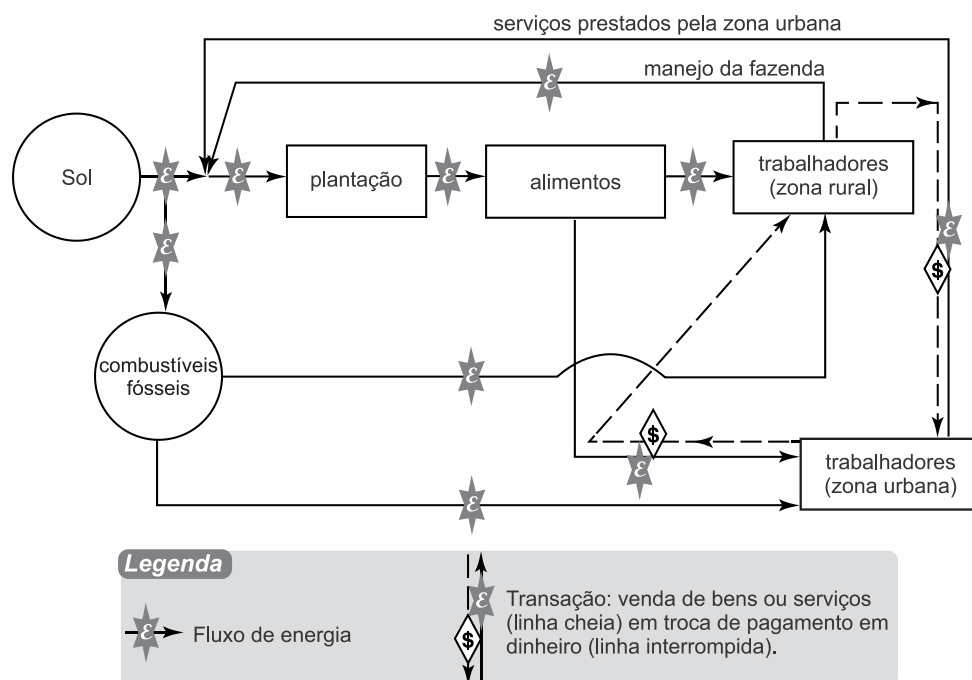 serviços prestados pela zona urbana
manejo da fazenda
ε
Sol
ε
ε
plantação
ε
alimentos
ε
trabalhadores
(zona rural)
ε
ε
$
combustíveis
fósseis
ε
$
ε
trabalhadores
(zona urbana)
ε
Legenda
ε
Fluxo de energia
ε
$
Transação: venda de bens ou serviços
(linha cheia) em troca de pagamento em
dinheiro (linha interrompida).